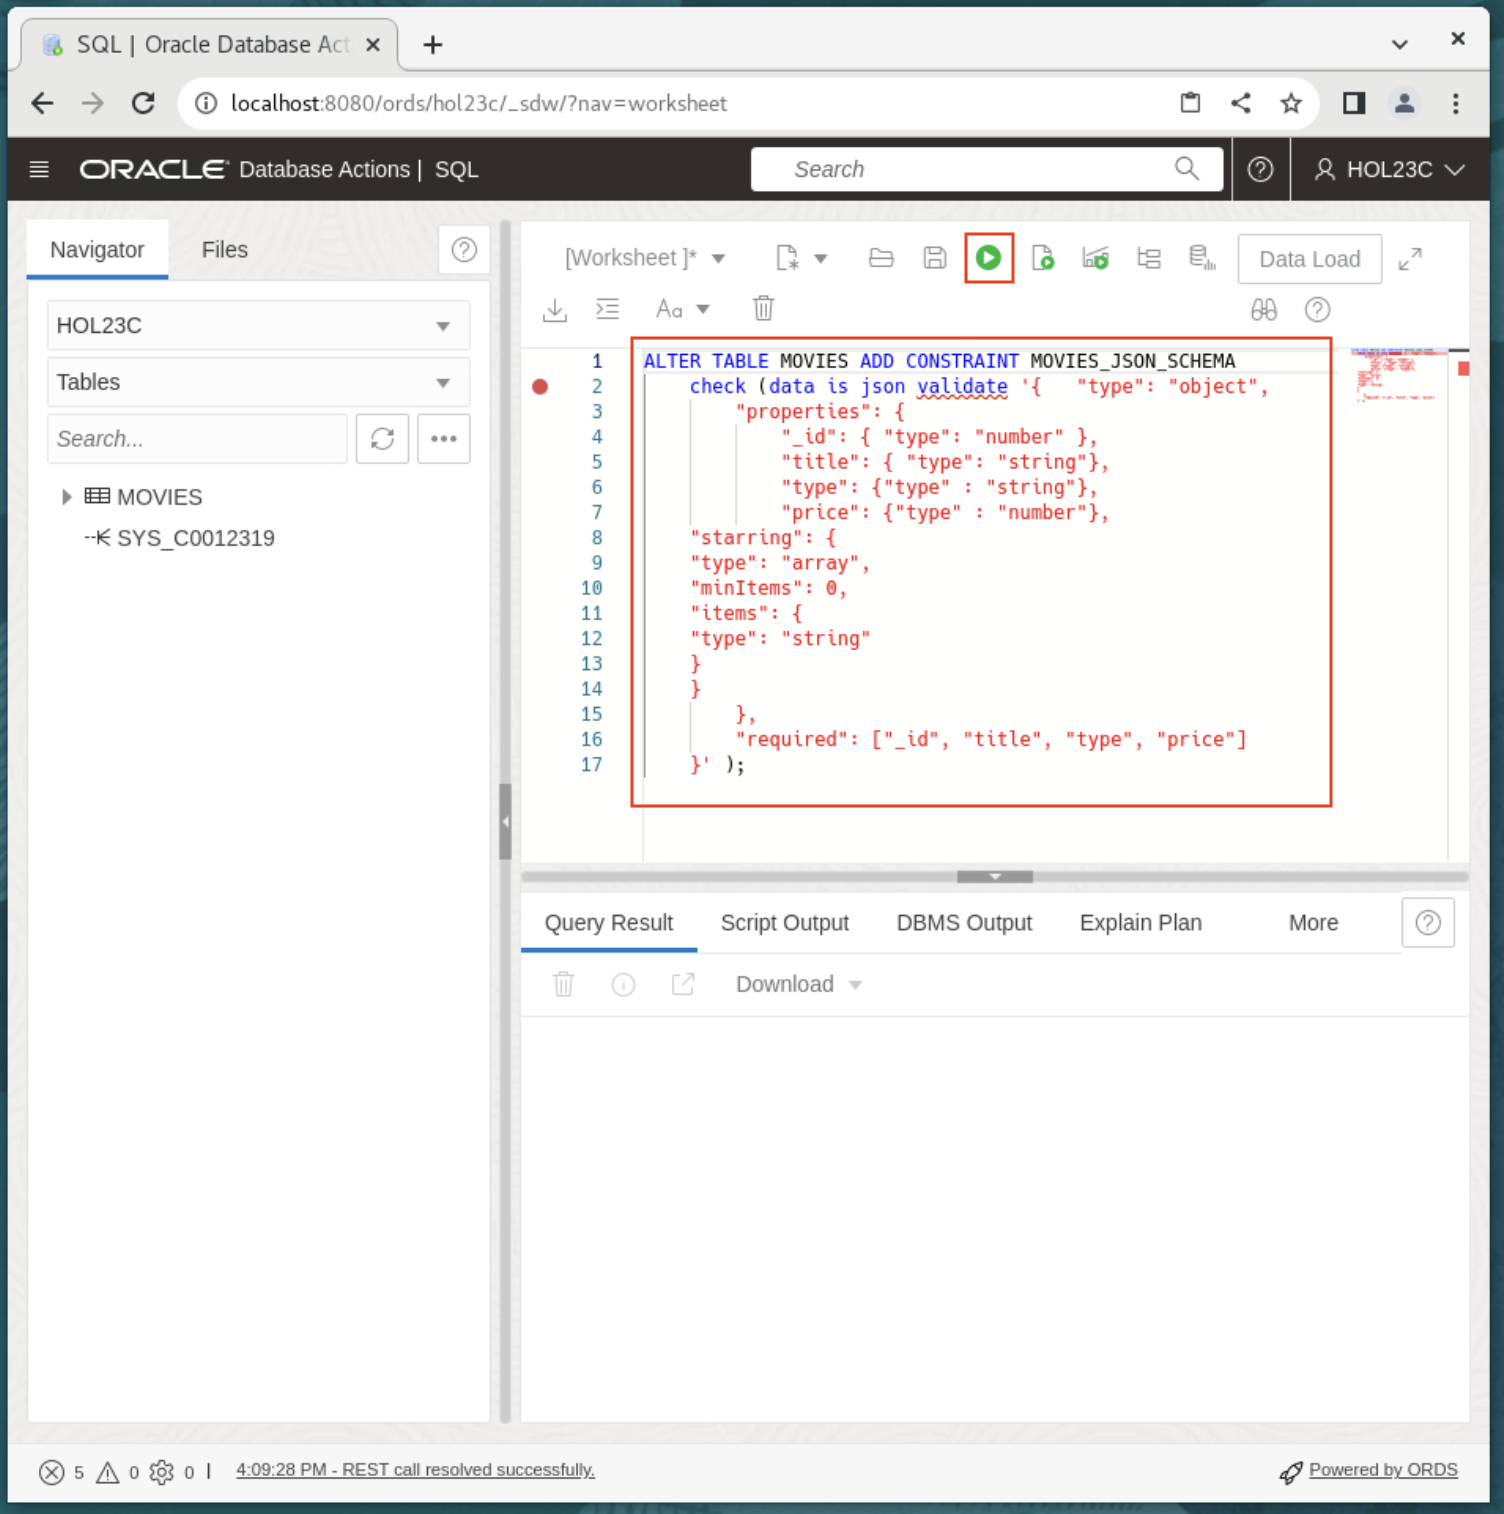 SQL | Oracle Database Act
localhost:8080/ords/hol23c/_sdw/?nav=worksheet
ORACLE Database Actions | SQL
Search
HOL23C
Navigator
Files
HOL23C
Tables
Search...
MOVIES
SYS_C0012319
[Worksheet ]*
Data Load
Aa
1 ALTER TABLE MOVIES ADD CONSTRAINT MOVIES_JSON_SCHEMA
2 check (data is json validate '{   "type": "object",
3 "properties": {
4 "_id": { "type": "number" },
5 "title": { "type": "string"},
6 "type": {"type" : "string"},
7 "price": {"type" : "number"},
8 "starring": {
9 "type": "array",
10 "minItems": 0,
11 "items": {
12 "type": "string"
13 }
14 }
15 },
16 "required": ["_id", "title", "type", "price"]
17 }' );
Query Result
Script Output
DBMS Output
Explain Plan
More
Download
5 0 0 | 4:09:28 PM - REST call resolved successfully.
Powered by ORDS